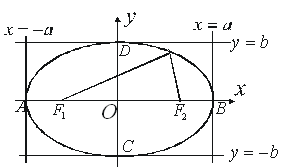 x = -a
y
x = a
D
y = b
x
A
F₁
O
F₂
B
C
y = -b